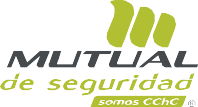 MUTUAL
de seguridad
somos CChC
®